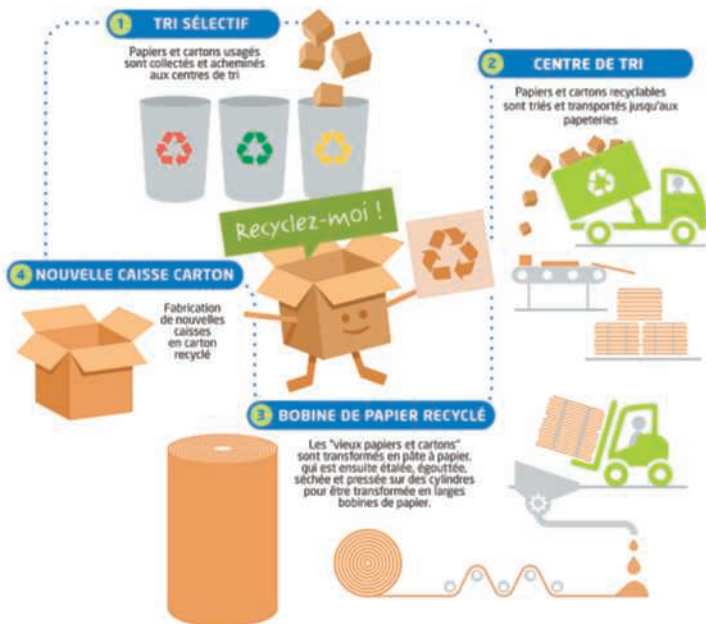 1 TRI SÉLECTIF
Papiers et cartons usagés
sont collectés et acheminés
aux centres de tri
2 CENTRE DE TRI
Papiers et cartons recyclables
sont triés et transportés jusqu'aux
papeteries
Recyclez-moi !
4 NOUVELLE CAISSE CARTON
Fabrication
de nouvelles
caisses
en carton
recyclé
3 BOBINE DE PAPIER RECYCLÉ
Les "vieux papiers et cartons"
sont transformés en pâte à papier,
qui est ensuite étalée, égouttée,
séchée et pressée sur des cylindres
pour être transformée en larges
bobines de papier.